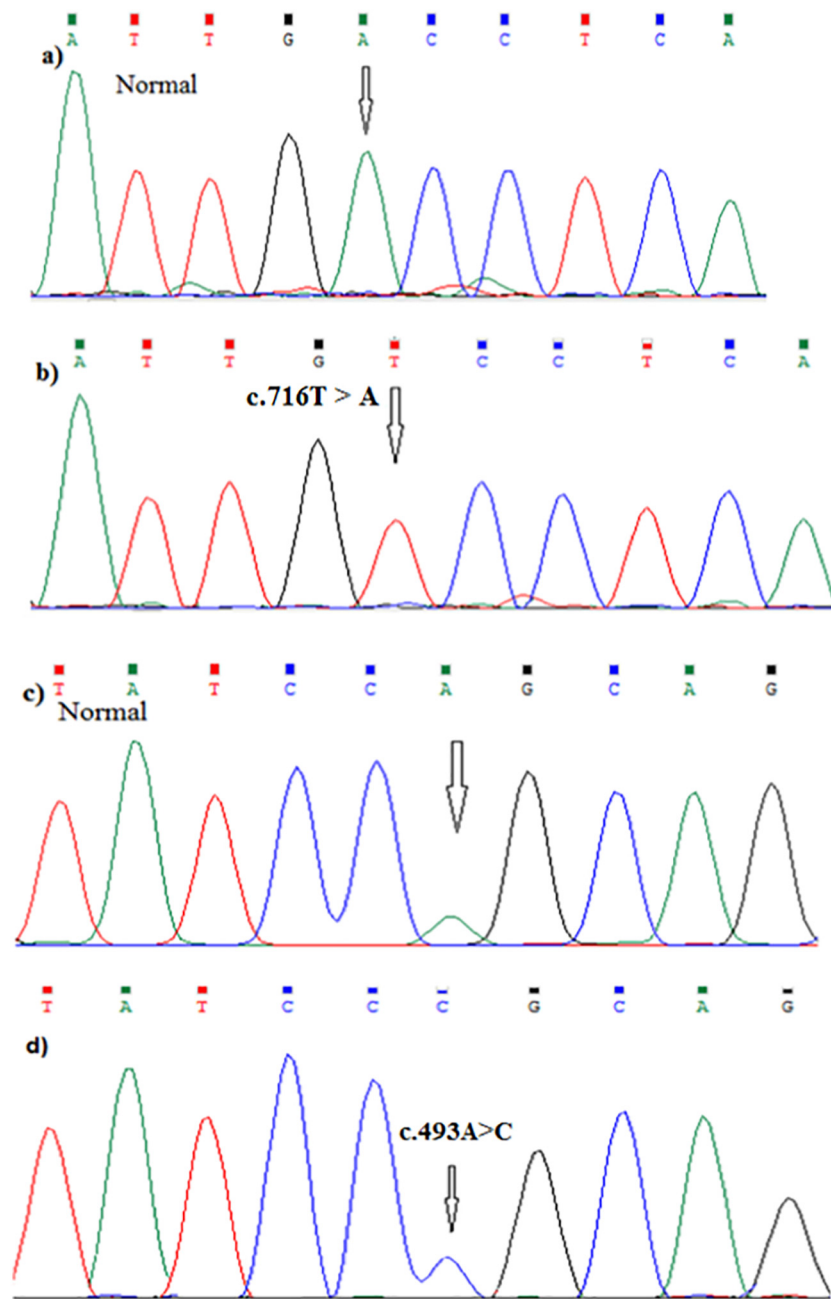 A T T G A C C T C A
a)
Normal
A T T G T C C T C A
b)
c.716T > A
T A T C C A G C A G
c)
Normal
T A T C C C G C A G
d)
c.493A>C